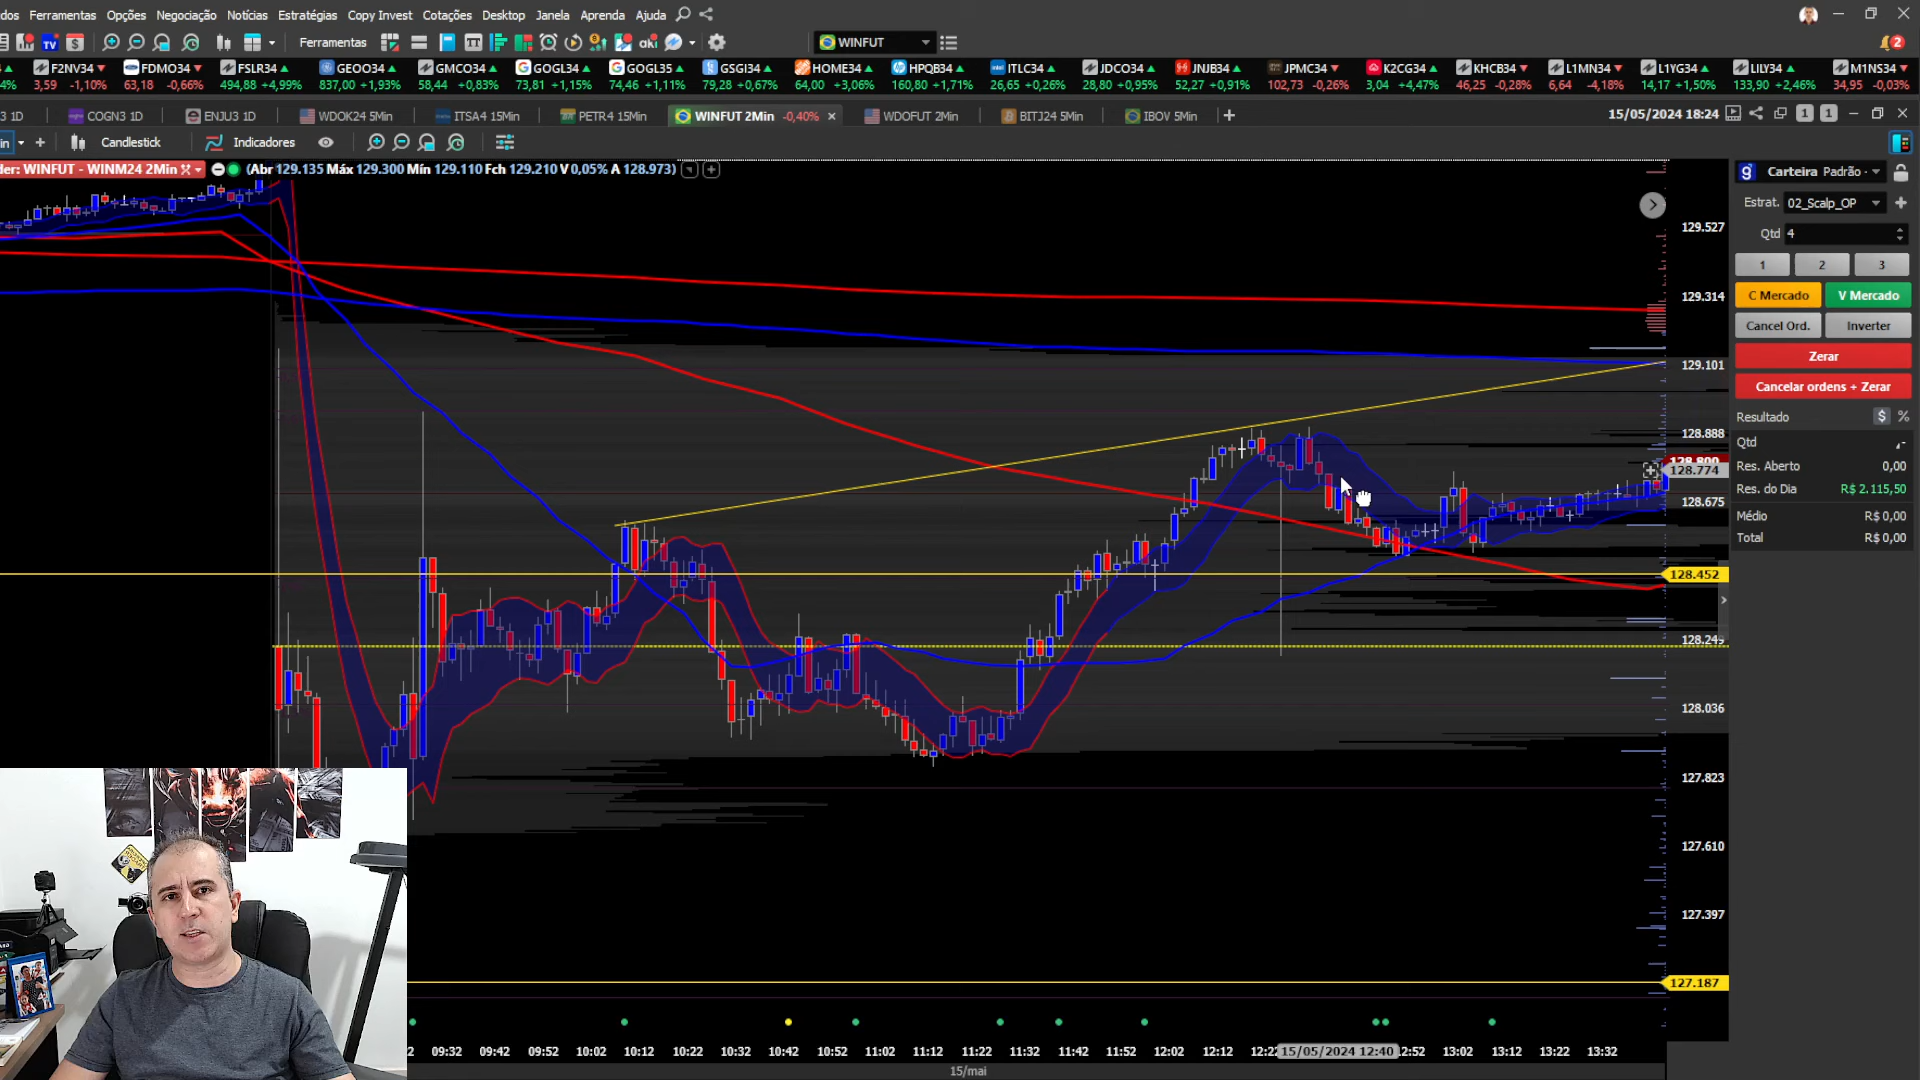 dos Ferramentas Opções Negociação Notícias Estratégias Copy Invest Cotações Desktop Janela Aprenda Ajuda
TV $ Ferramentas TT aki WINFUT 2
F2NV34 FDMO34 FSLR34 GEOO34 GMCO34 GOGL34 GOGL35 GSGI34 HOME34 HPQB34 ITLC34 JDCO34 JNJB34 JPMC34 K2CG34 KHCB34 L1MN34 L1YG34 LILY34 M1NS34
4% 3,59 -1,10% 63,18 -0,66% 494,88 +4,99% 837,00 +1,93% 58,44 +0,83% 73,81 +1,15% 74,46 +1,11% 79,28 +0,67% 64,00 +3,06% 160,80 +1,71% 26,65 +0,26% 28,80 +0,95% 52,27 +0,91% 102,73 -0,26% 3,04 +4,47% 46,25 -0,28% 6,64 -4,18% 14,17 +1,50% 133,90 +2,46% 34,95 -0,03%
3 1D COGN3 1D ENJU3 1D WDOK24 5Min ITSA4 15Min PETR4 15Min WINFUT 2Min -0,40% WDOFUT 2Min BITJ24 5Min IBOV 5Min 15/05/2024 18:24 1 1
in Candlestick Indicadores
der: WINFUT - WINM24 2Min (Abr 129.135 Máx 129.300 Mín 129.110 Fch 129.210 V 0,05% A 128.973)
Carteira Padrão
Estrat. 02_Scalp_OP
Qtd 4
1 2 3
C Mercado V Mercado
Cancel Ord. Inverter
Zerar
Cancelar ordens + Zerar
Resultado $ %
Qtd -
Res. Aberto 0,00
Res. do Dia R$ 2.115,50
Médio R$ 0,00
Total R$ 0,00
129.527
129.314
129.101
128.888
128.800
128.774
128.675
128.452
128.249
128.036
127.823
127.610
127.397
127.187
2 09:32 09:42 09:52 10:02 10:12 10:22 10:32 10:42 10:52 11:02 11:12 11:22 11:32 11:42 11:52 12:02 12:12 12:22 15/05/2024 12:40 12:52 13:02 13:12 13:22 13:32
15/mai